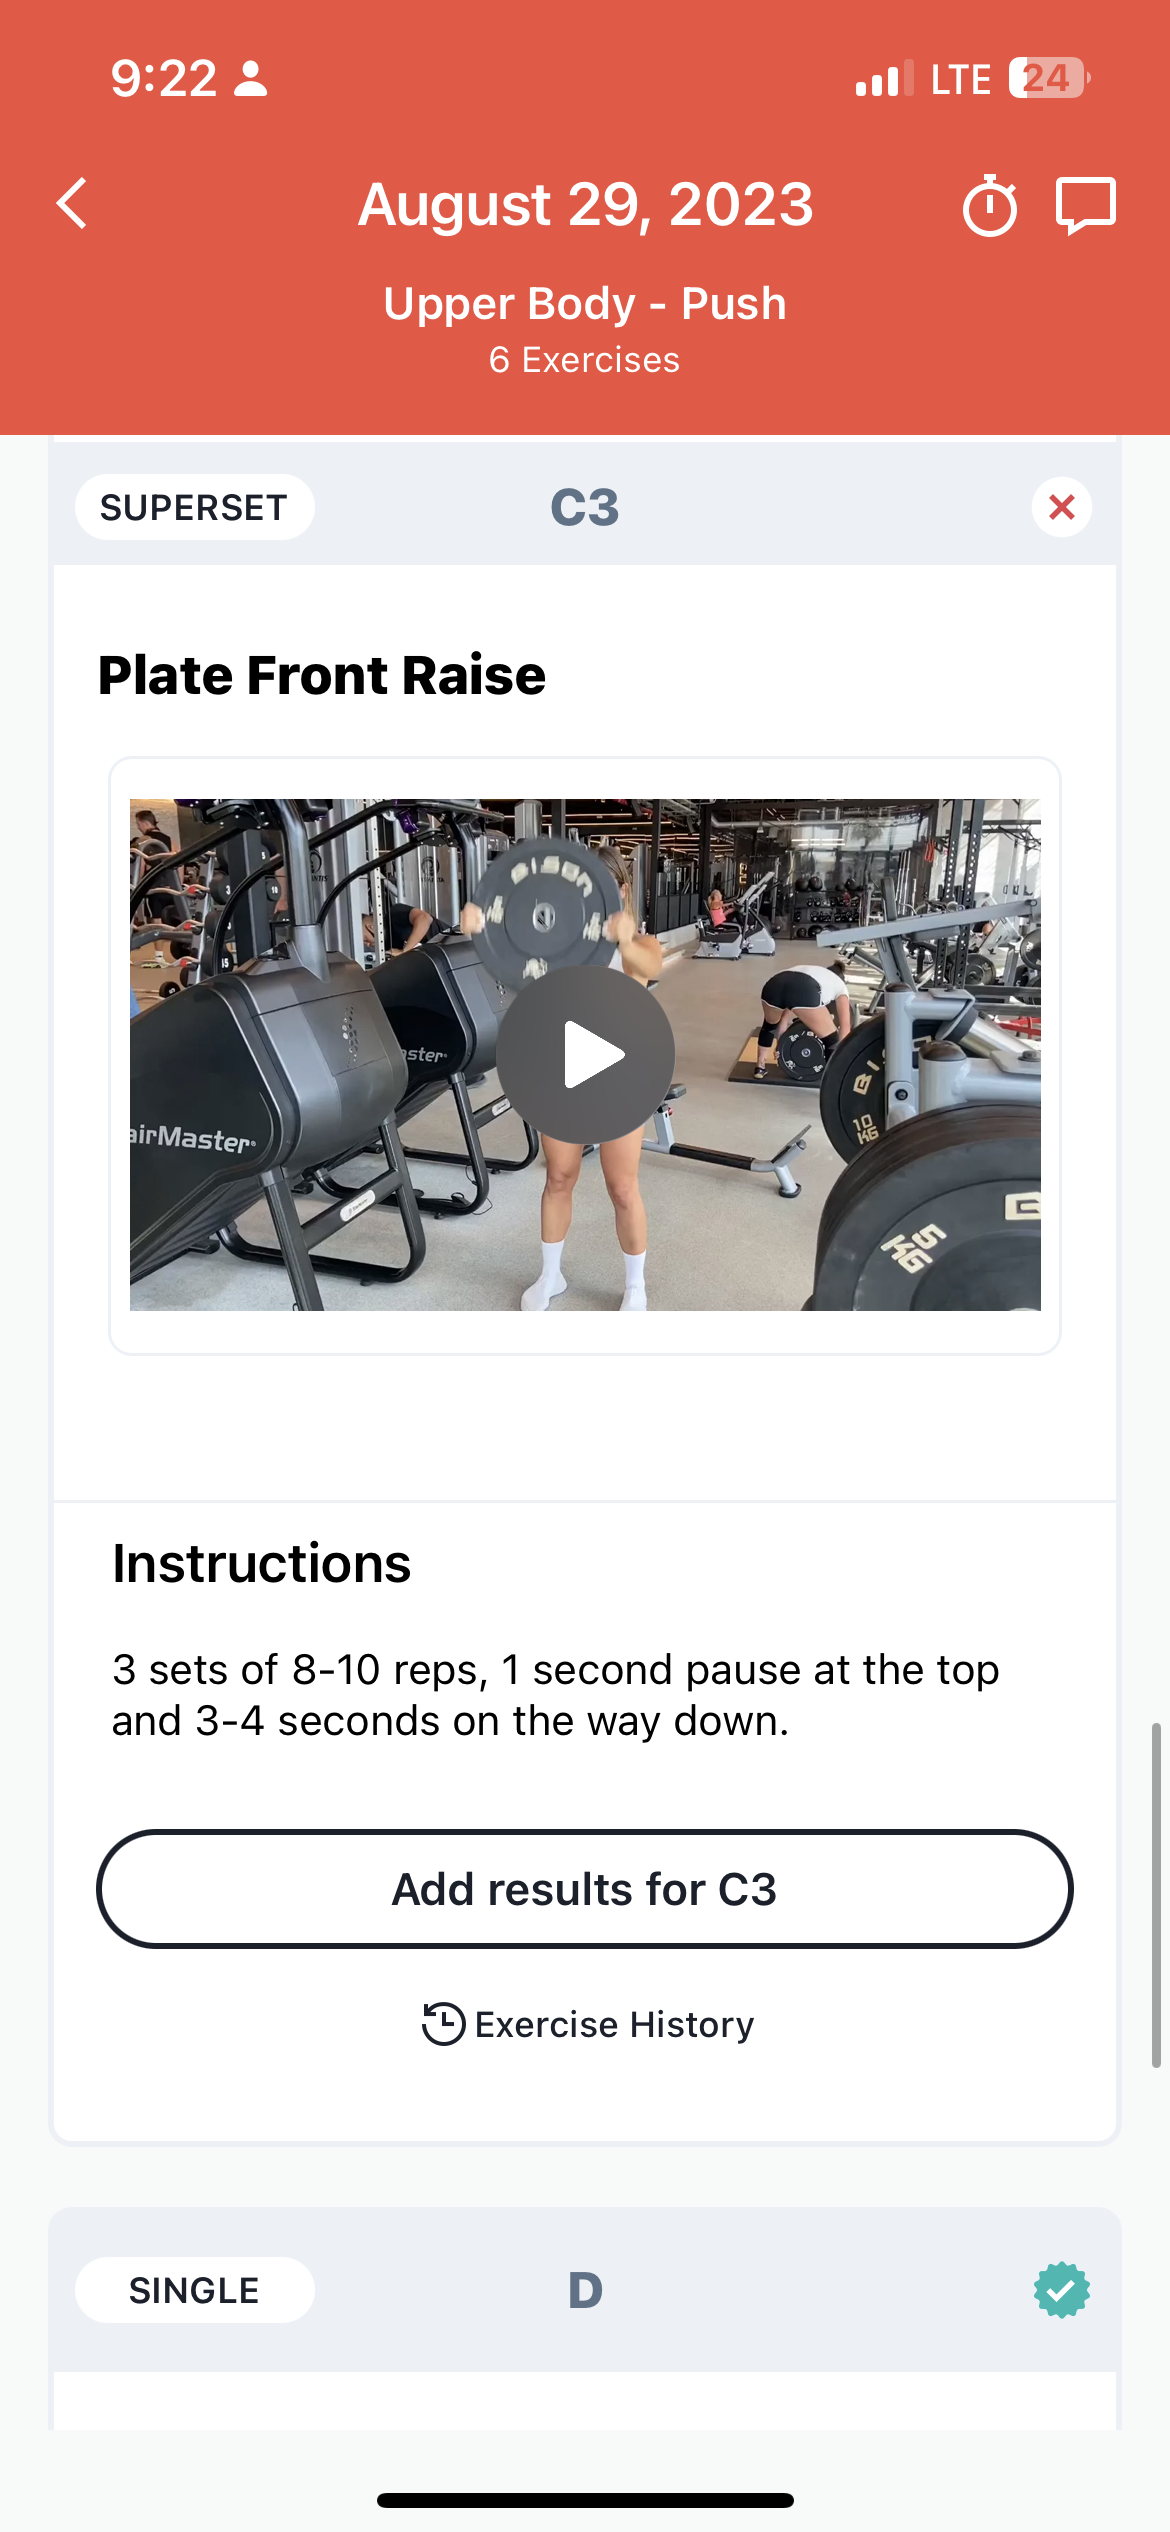 9:22
LTE 24
August 29, 2023
Upper Body - Push
6 Exercises
SUPERSET C3
Plate Front Raise
BISON
airMaster
aster
10
KG
5
KG
Instructions
3 sets of 8-10 reps, 1 second pause at the top
and 3-4 seconds on the way down.
Add results for C3
Exercise History
SINGLE D